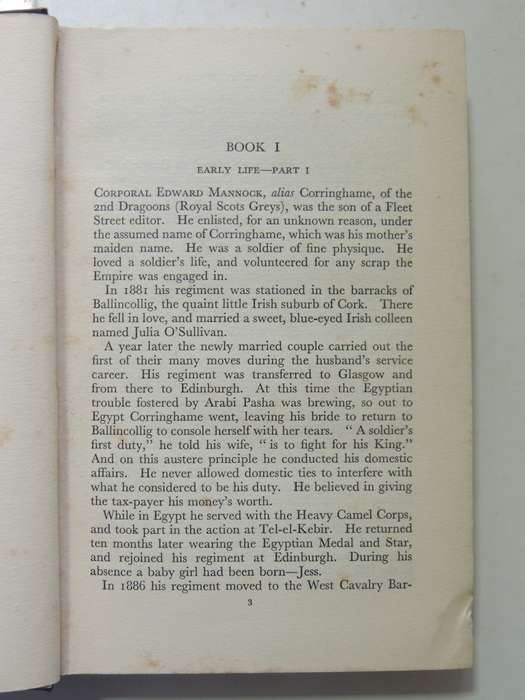 BOOK I
EARLY LIFE—PART I
CORPORAL EDWARD MANNOCK, alias Corringhame, of the
2nd Dragoons (Royal Scots Greys), was the son of a Fleet
Street editor. He enlisted, for an unknown reason, under
the assumed name of Corringhame, which was his mother's
maiden name. He was a soldier of fine physique. He
loved a soldier's life, and volunteered for any scrap the
Empire was engaged in.
In 1881 his regiment was stationed in the barracks of
Ballincollig, the quaint little Irish suburb of Cork. There
he fell in love, and married a sweet, blue-eyed Irish colleen
named Julia O'Sullivan.
A year later the newly married couple carried out the
first of their many moves during the husband's service
career. His regiment was transferred to Glasgow and
from there to Edinburgh. At this time the Egyptian
trouble fostered by Arabi Pasha was brewing, so out to
Egypt Corringhame went, leaving his bride to return to
Ballincollig to console herself with her tears. "A soldier's
first duty," he told his wife, "is to fight for his King."
And on this austere principle he conducted his domestic
affairs. He never allowed domestic ties to interfere with
what he considered to be his duty. He believed in giving
the tax-payer his money's worth.
While in Egypt he served with the Heavy Camel Corps,
and took part in the action at Tel-el-Kebir. He returned
ten months later wearing the Egyptian Medal and Star,
and rejoined his regiment at Edinburgh. During his
absence a baby girl had been born—Jess.
In 1886 his regiment moved to the West Cavalry Bar-
3